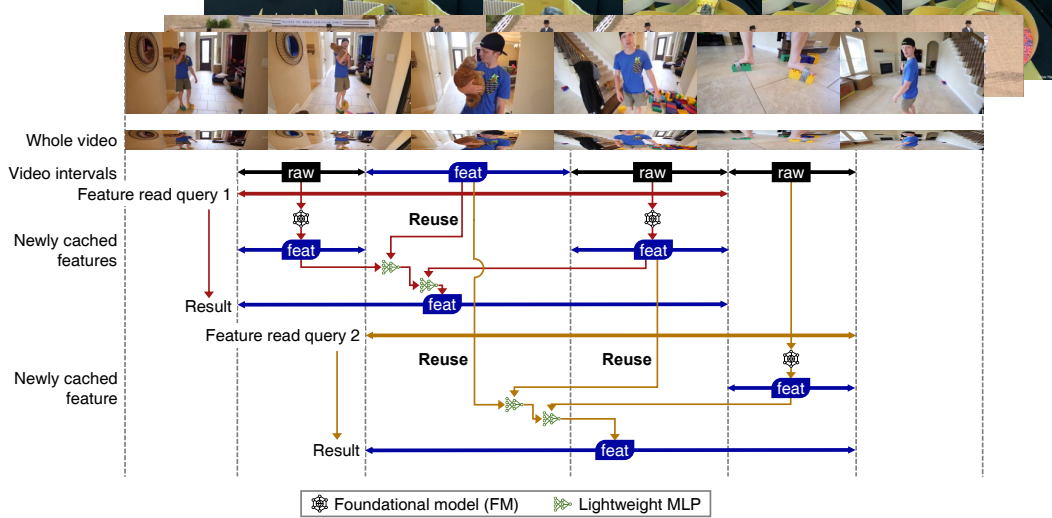 Whole video
Video intervals
raw
feat
raw
raw
Feature read query 1
Reuse
Newly cached
features
feat
feat
Result
feat
Feature read query 2
Reuse
Reuse
Newly cached
feature
feat
Result
feat
Foundational model (FM)
Lightweight MLP